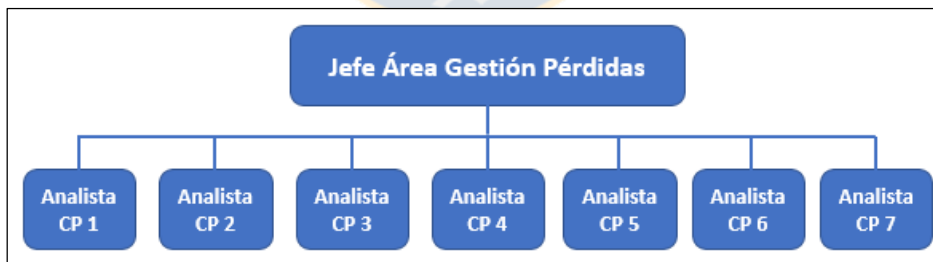 Jefe Área Gestión Pérdidas
Analista
CP 1
Analista
CP 2
Analista
CP 3
Analista
CP 4
Analista
CP 5
Analista
CP 6
Analista
CP 7